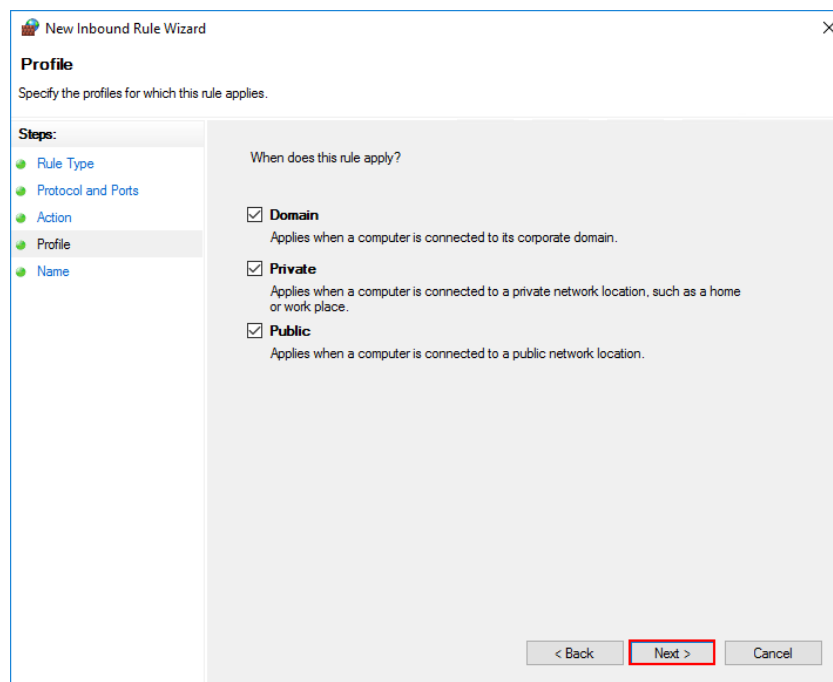 New Inbound Rule Wizard
Profile
Specify the profiles for which this rule applies.
Steps:
Rule Type
Protocol and Ports
Action
Profile
Name
When does this rule apply?
Domain
Applies when a computer is connected to its corporate domain.
Private
Applies when a computer is connected to a private network location, such as a home
or work place.
Public
Applies when a computer is connected to a public network location.
< Back
Next >
Cancel